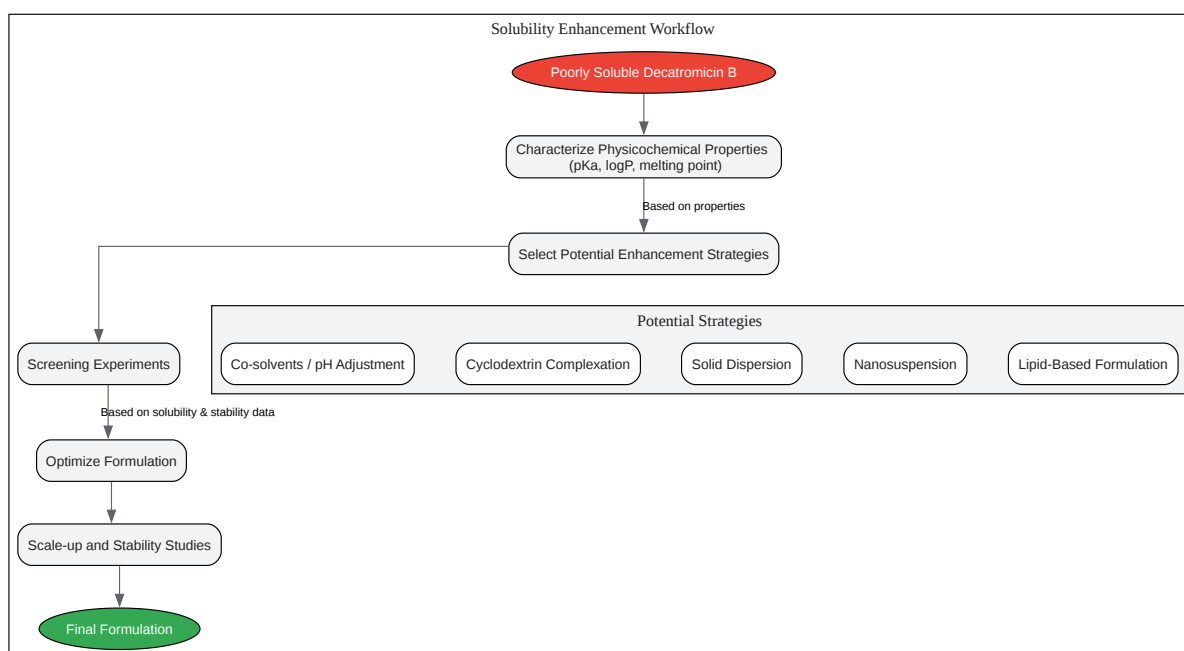 Solubility Enhancement Workflow
Poorly Soluble Decatromicin B
Characterize Physicochemical Properties
(pKa, logP, melting point)
Based on properties
Select Potential Enhancement Strategies
Potential Strategies
Screening Experiments
Co-solvents / pH Adjustment
Cyclodextrin Complexation
Solid Dispersion
Nanosuspension
Lipid-Based Formulation
Based on solubility & stability data
Optimize Formulation
Scale-up and Stability Studies
Final Formulation